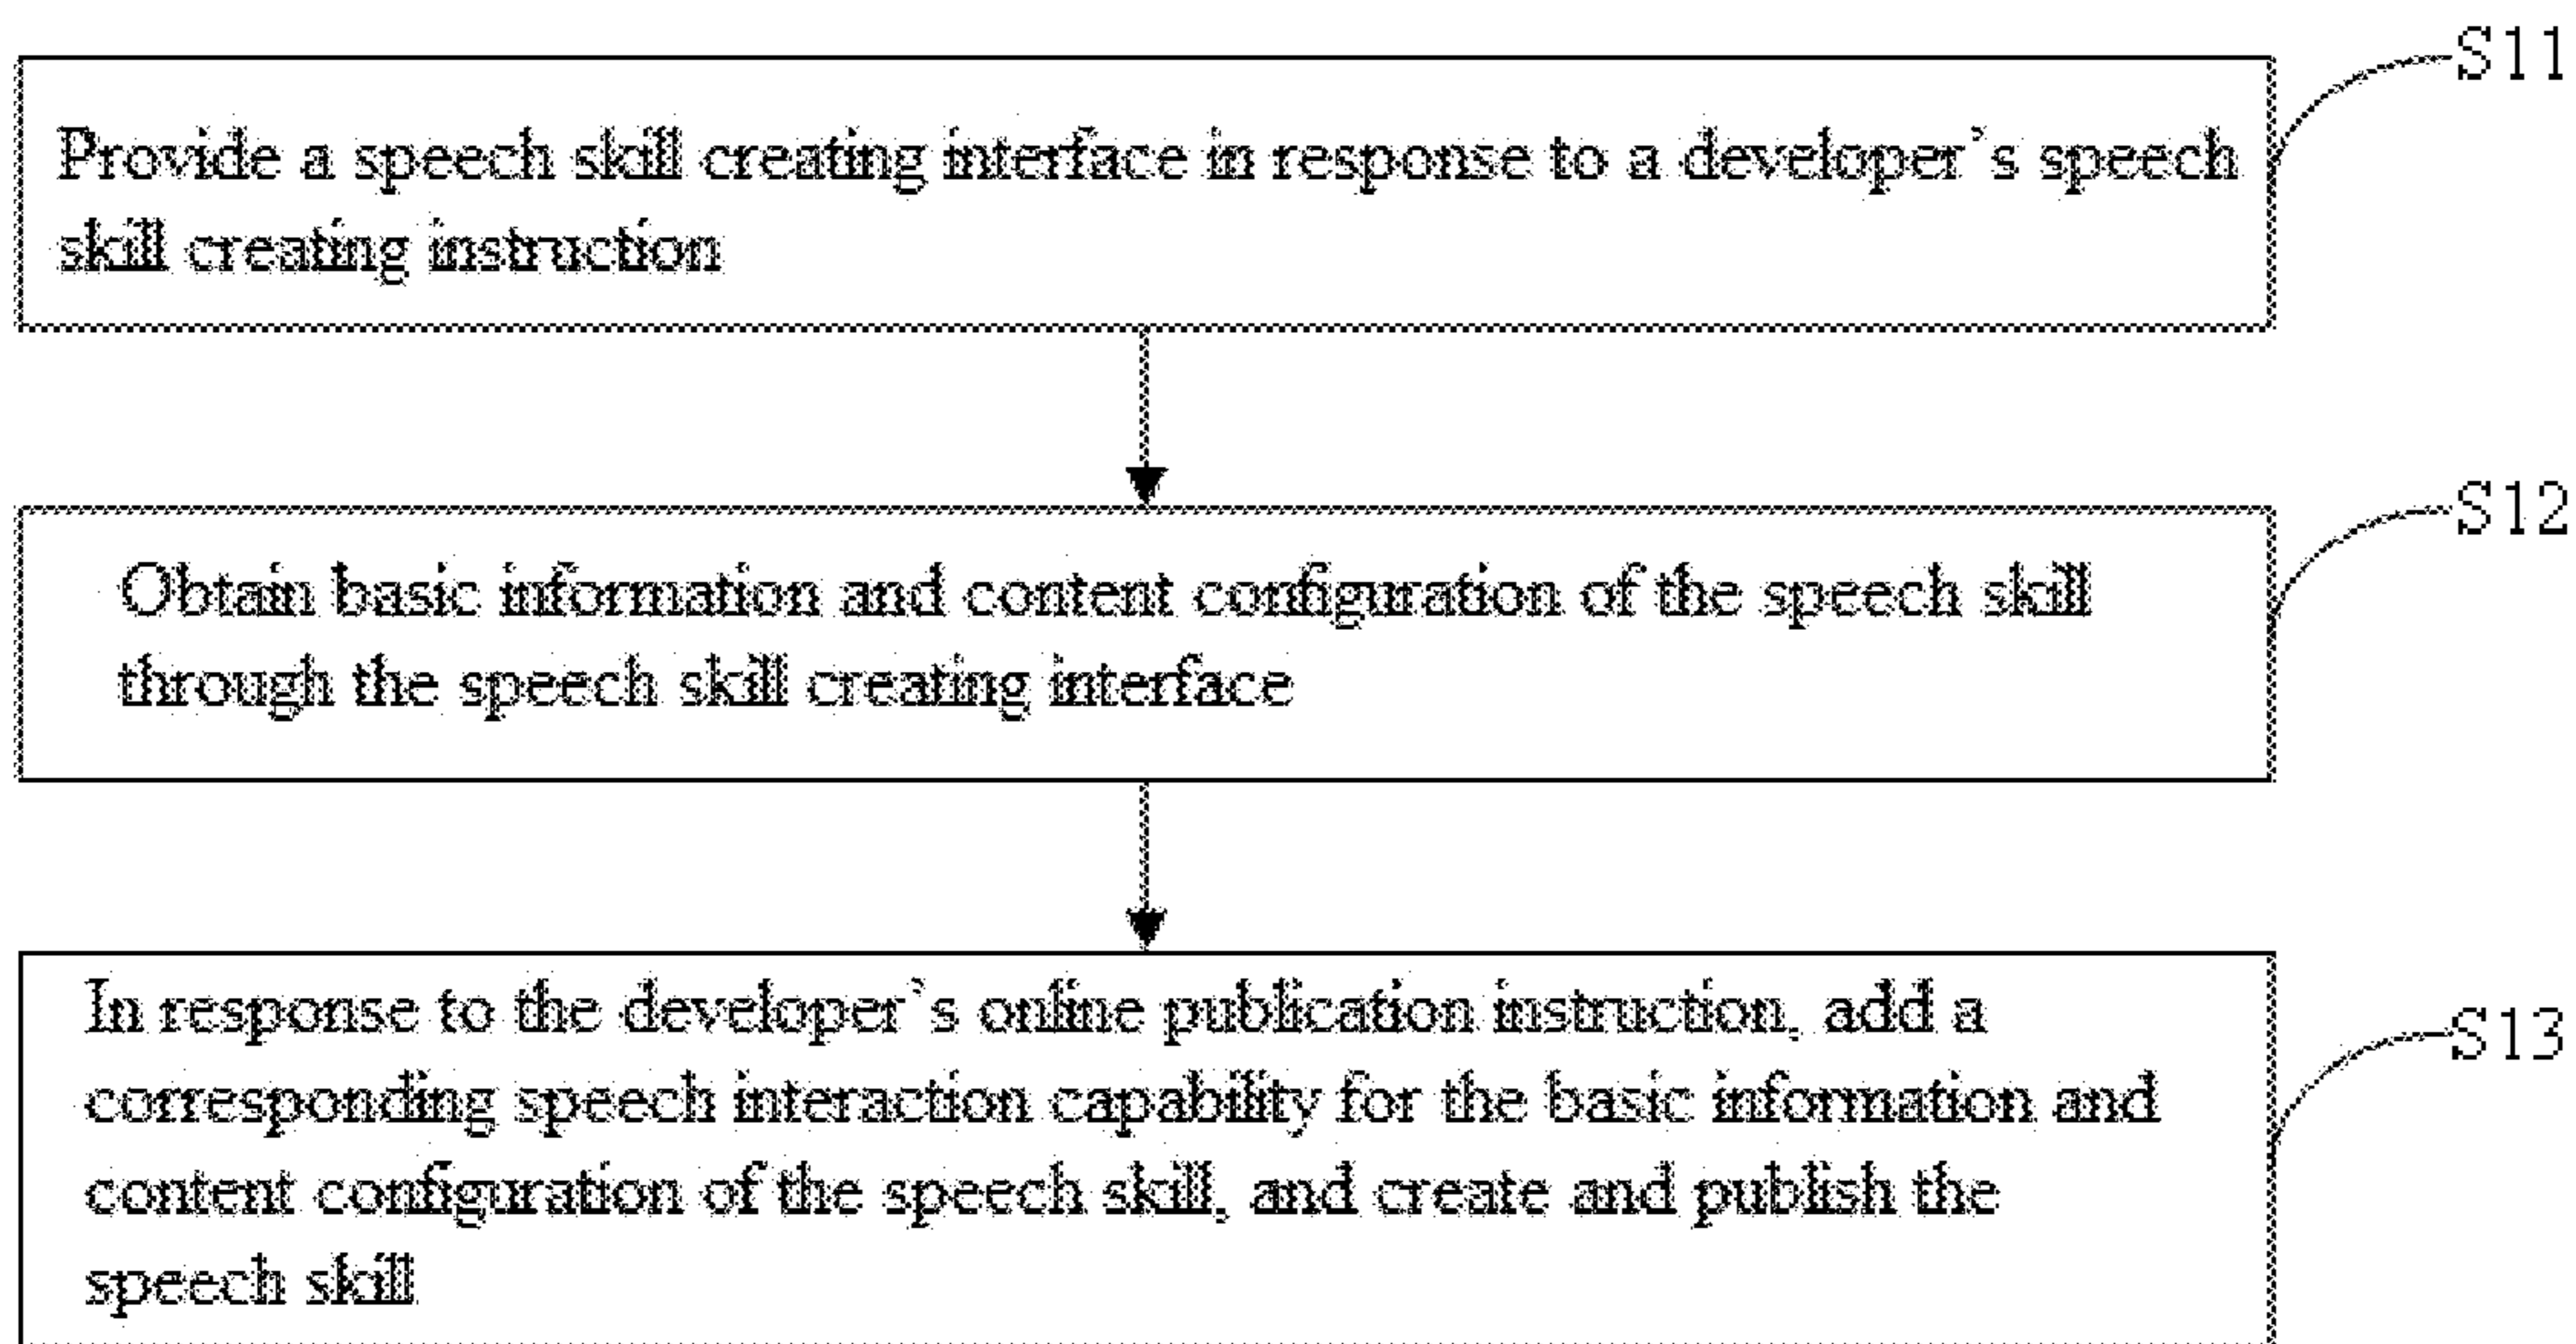 S11
Provide a speech skill creating interface in response to a developer's speech
skill creating instruction
S12
Obtain basic information and content configuration of the speech skill
through the speech skill creating interface
S13
In response to the developer's online publication instruction, add a
corresponding speech interaction capability for the basic information and
content configuration of the speech skill, and create and publish the
speech skill